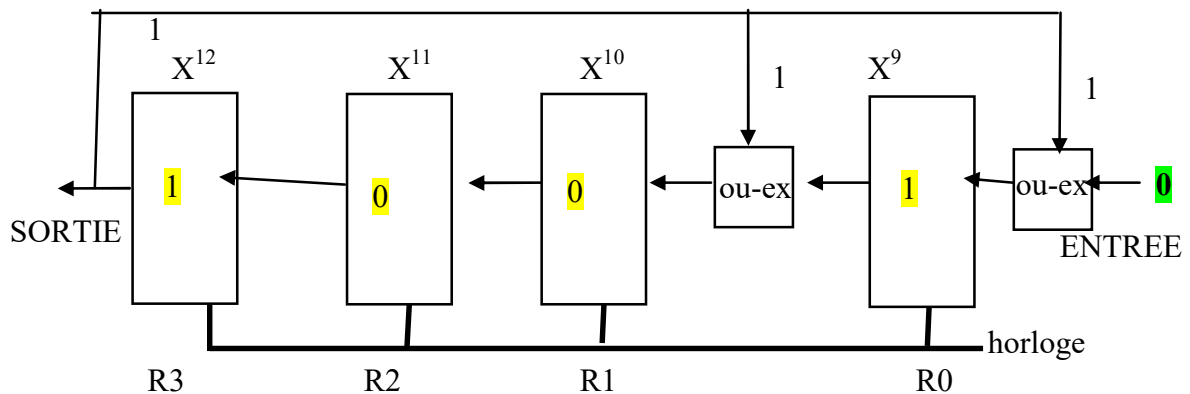 1
X¹² X¹¹ X¹⁰ X⁹
1 1
1 0 0 ou-ex 1 ou-ex 0
SORTIE ENTREE
horloge
R3 R2 R1 R0